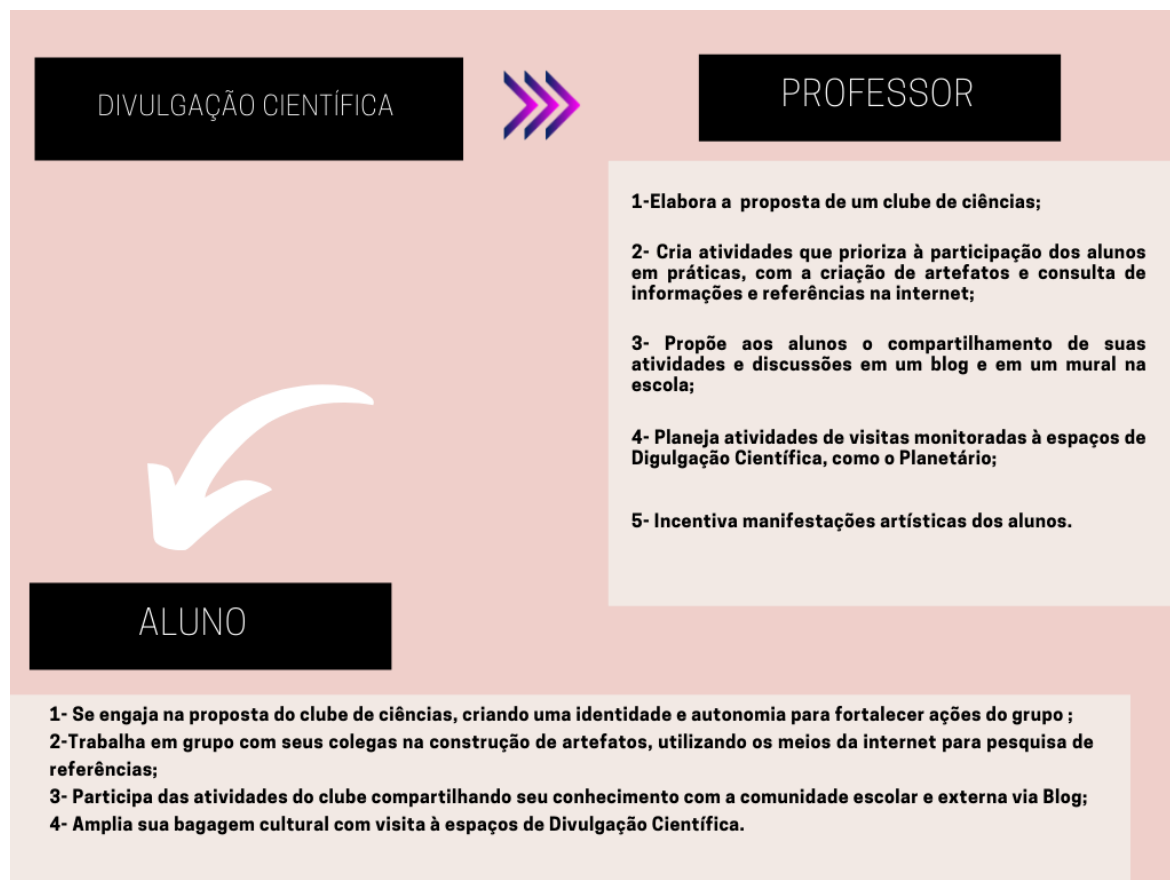 DIVULGAÇÃO CIENTÍFICA
PROFESSOR
1-Elabora a proposta de um clube de ciências;
2- Cria atividades que prioriza à participação dos alunos
em práticas, com a criação de artefatos e consulta de
informações e referências na internet;
3- Propõe aos alunos o compartilhamento de suas
atividades e discussões em um blog e em um mural na
escola;
4- Planeja atividades de visitas monitoradas à espaços de
Digulgação Científica, como o Planetário;
5- Incentiva manifestações artísticas dos alunos.
ALUNO
1- Se engaja na proposta do clube de ciências, criando uma identidade e autonomia para fortalecer ações do grupo ;
2-Trabalha em grupo com seus colegas na construção de artefatos, utilizando os meios da internet para pesquisa de
referências;
3- Participa das atividades do clube compartilhando seu conhecimento com a comunidade escolar e externa via Blog;
4- Amplia sua bagagem cultural com visita à espaços de Divulgação Científica.